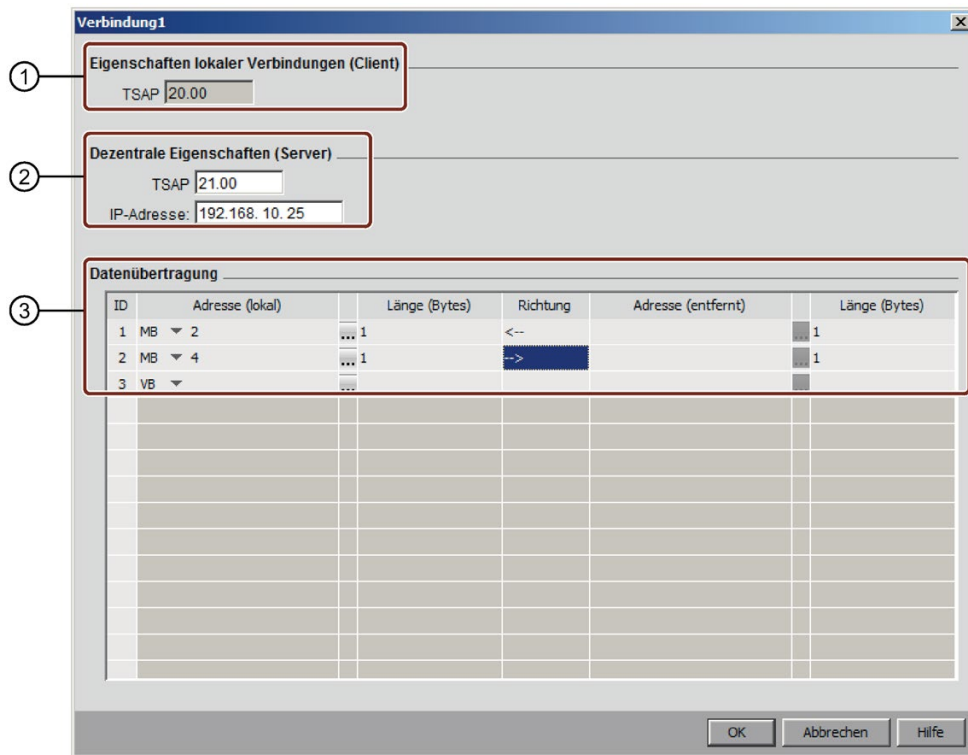 Verbindung1
1
Eigenschaften lokaler Verbindungen (Client)
TSAP 20.00
2
Dezentrale Eigenschaften (Server)
TSAP 21.00
IP-Adresse: 192.168. 10. 25
3
Datenübertragung
ID Adresse (lokal) Länge (Bytes) Richtung Adresse (entfernt) Länge (Bytes)
1 MB 2 ... 1 <-- ... 1
2 MB 4 ... 1 --> ... 1
3 VB ... ...
OK Abbrechen Hilfe